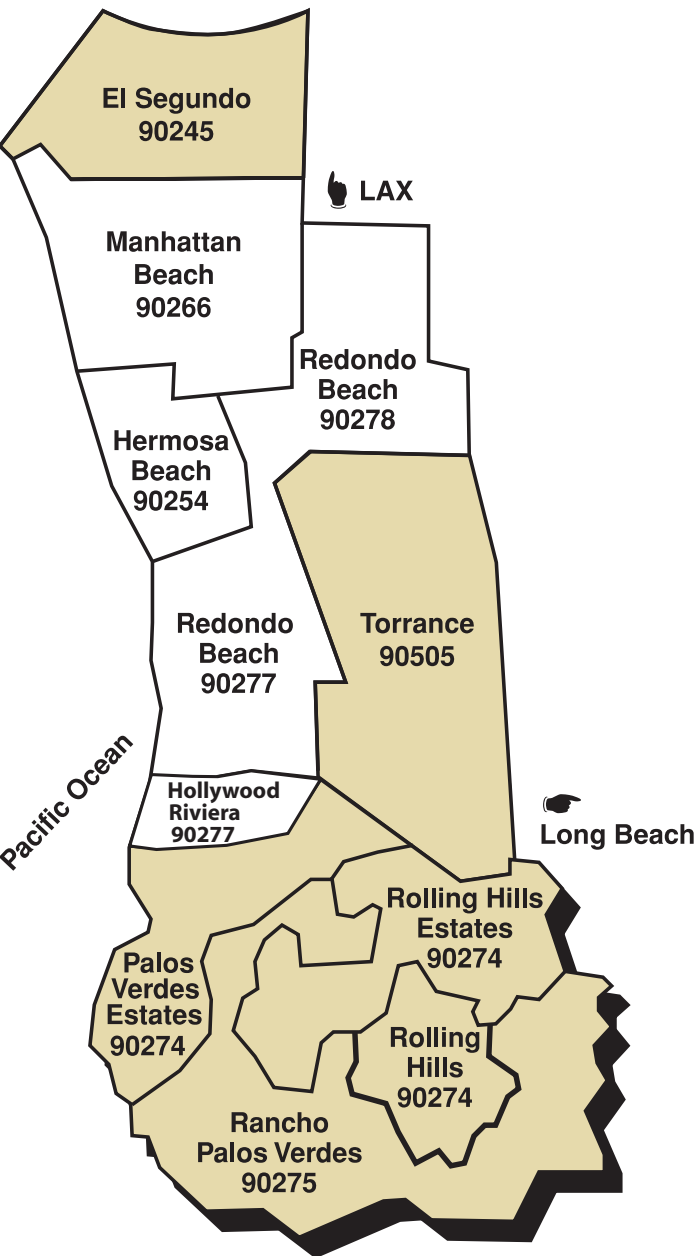 El Segundo
90245
LAX
Manhattan
Beach
90266
Redondo
Beach
90278
Hermosa
Beach
90254
Redondo
Beach
90277
Torrance
90505
Pacific Ocean
Hollywood
Riviera
90277
Long Beach
Rolling Hills
Estates
90274
Palos
Verdes
Estates
90274
Rolling
Hills
90274
Rancho
Palos Verdes
90275